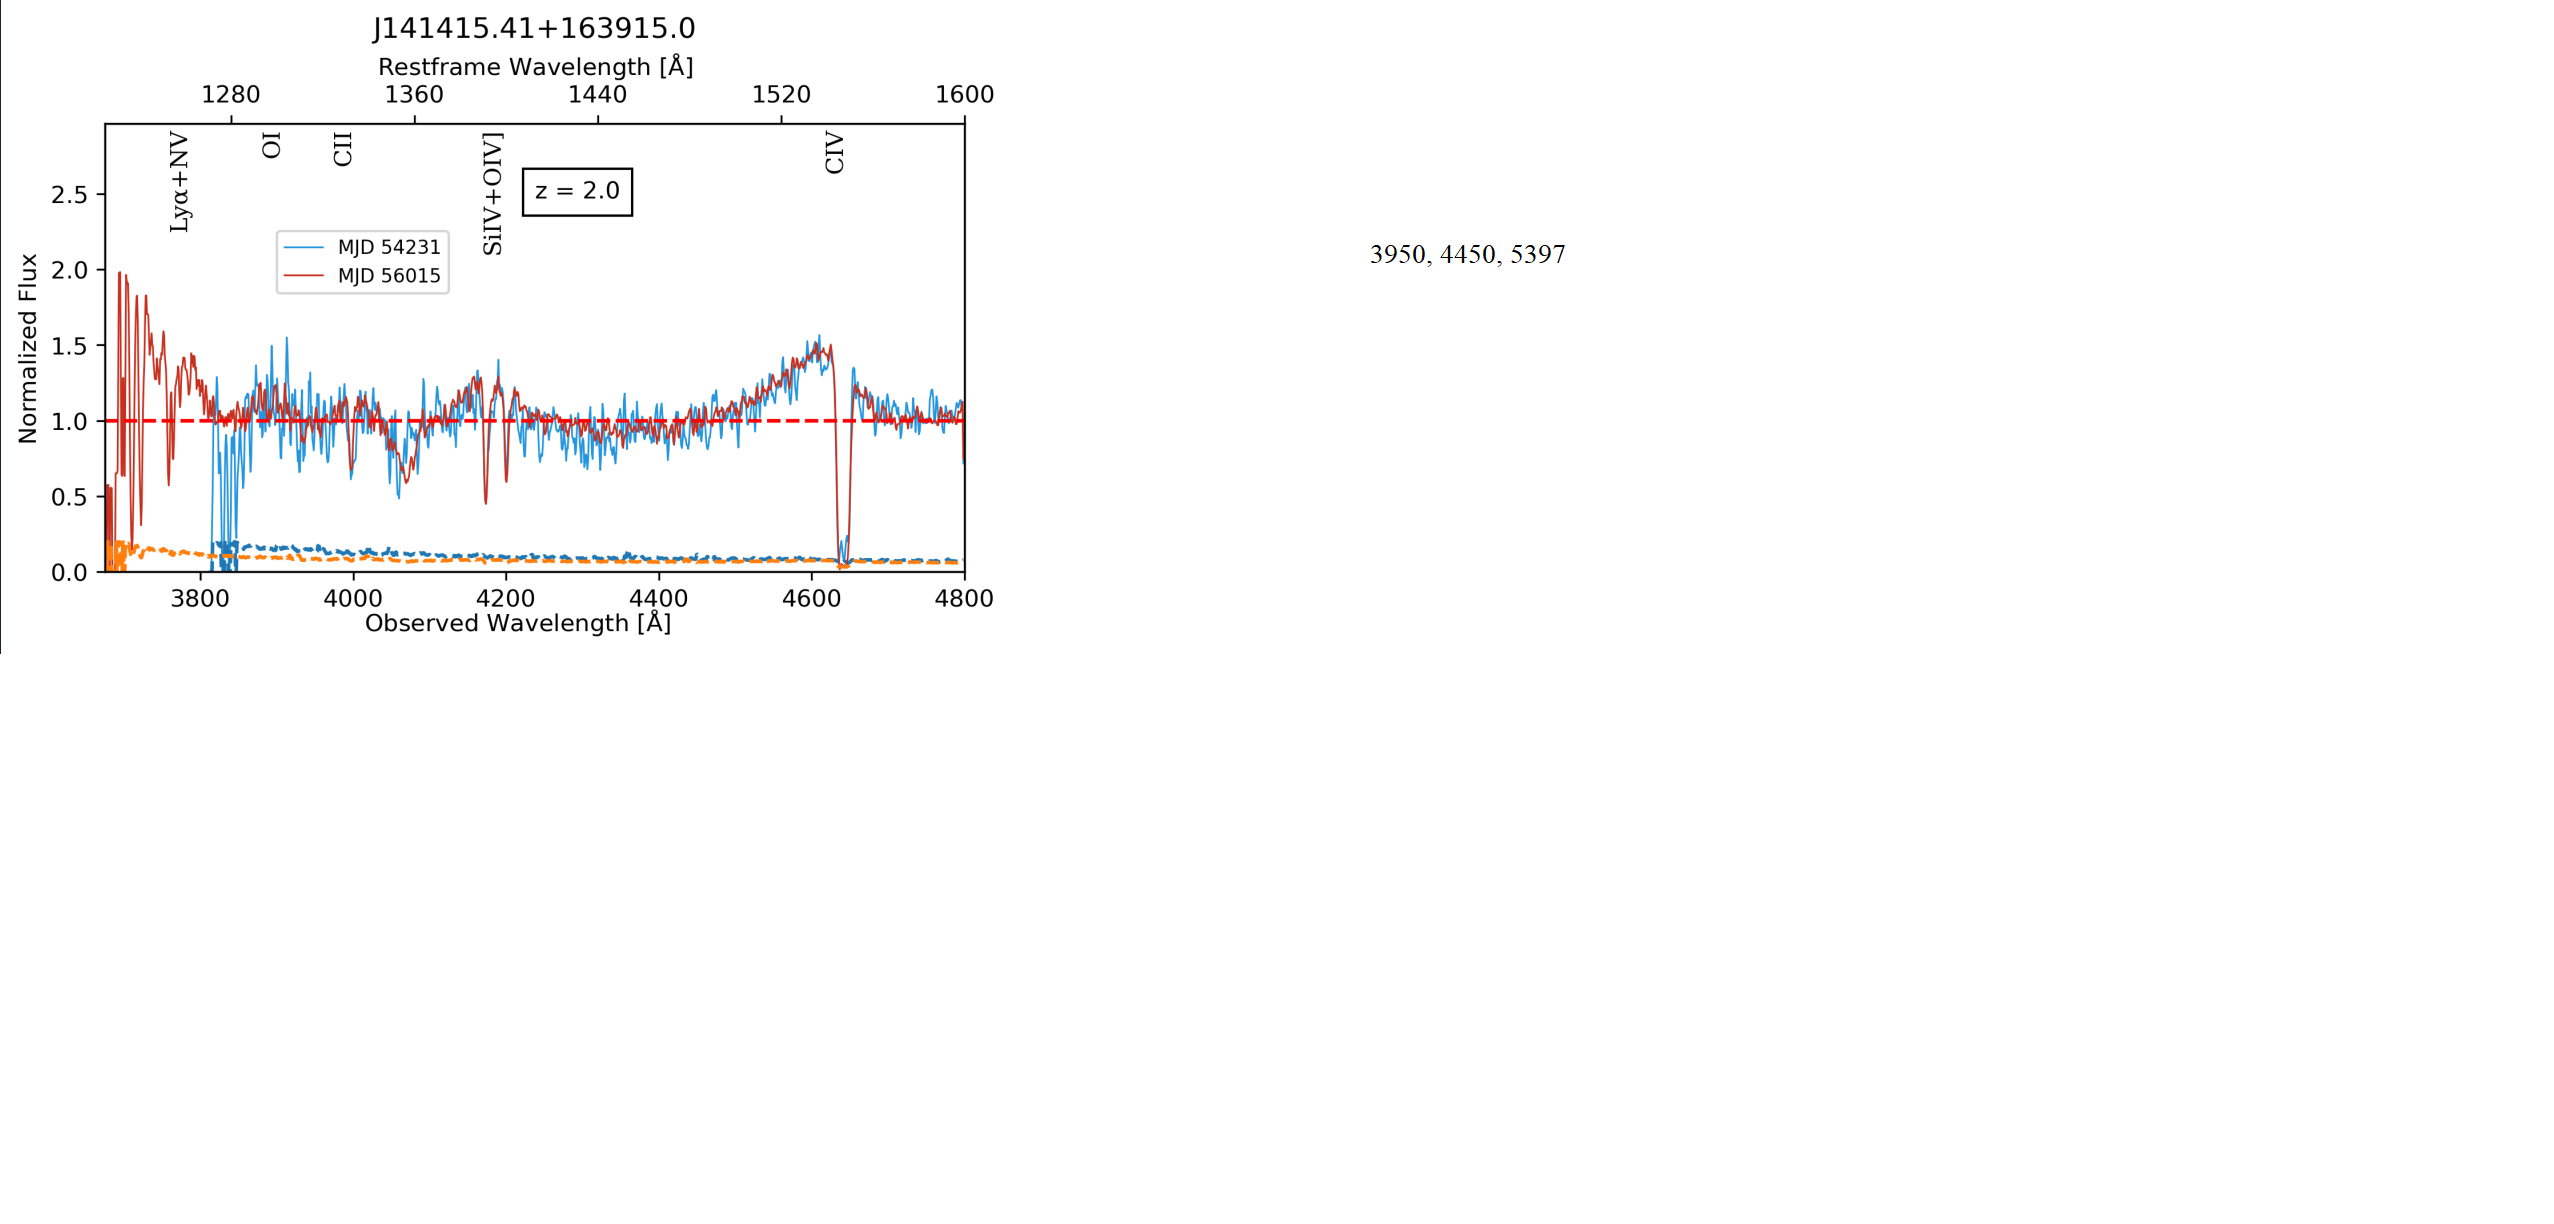 J141415.41+163915.0
Restframe Wavelength [Å]
1280 1360 1440 1520 1600
Lyα+NV
OI
CII
SiIV+OIV]
CIV
z = 2.0
MJD 54231
MJD 56015
Normalized Flux
2.5
2.0
1.5
1.0
0.5
0.0
3800 4000 4200 4400 4600 4800
Observed Wavelength [Å]
3950, 4450, 5397